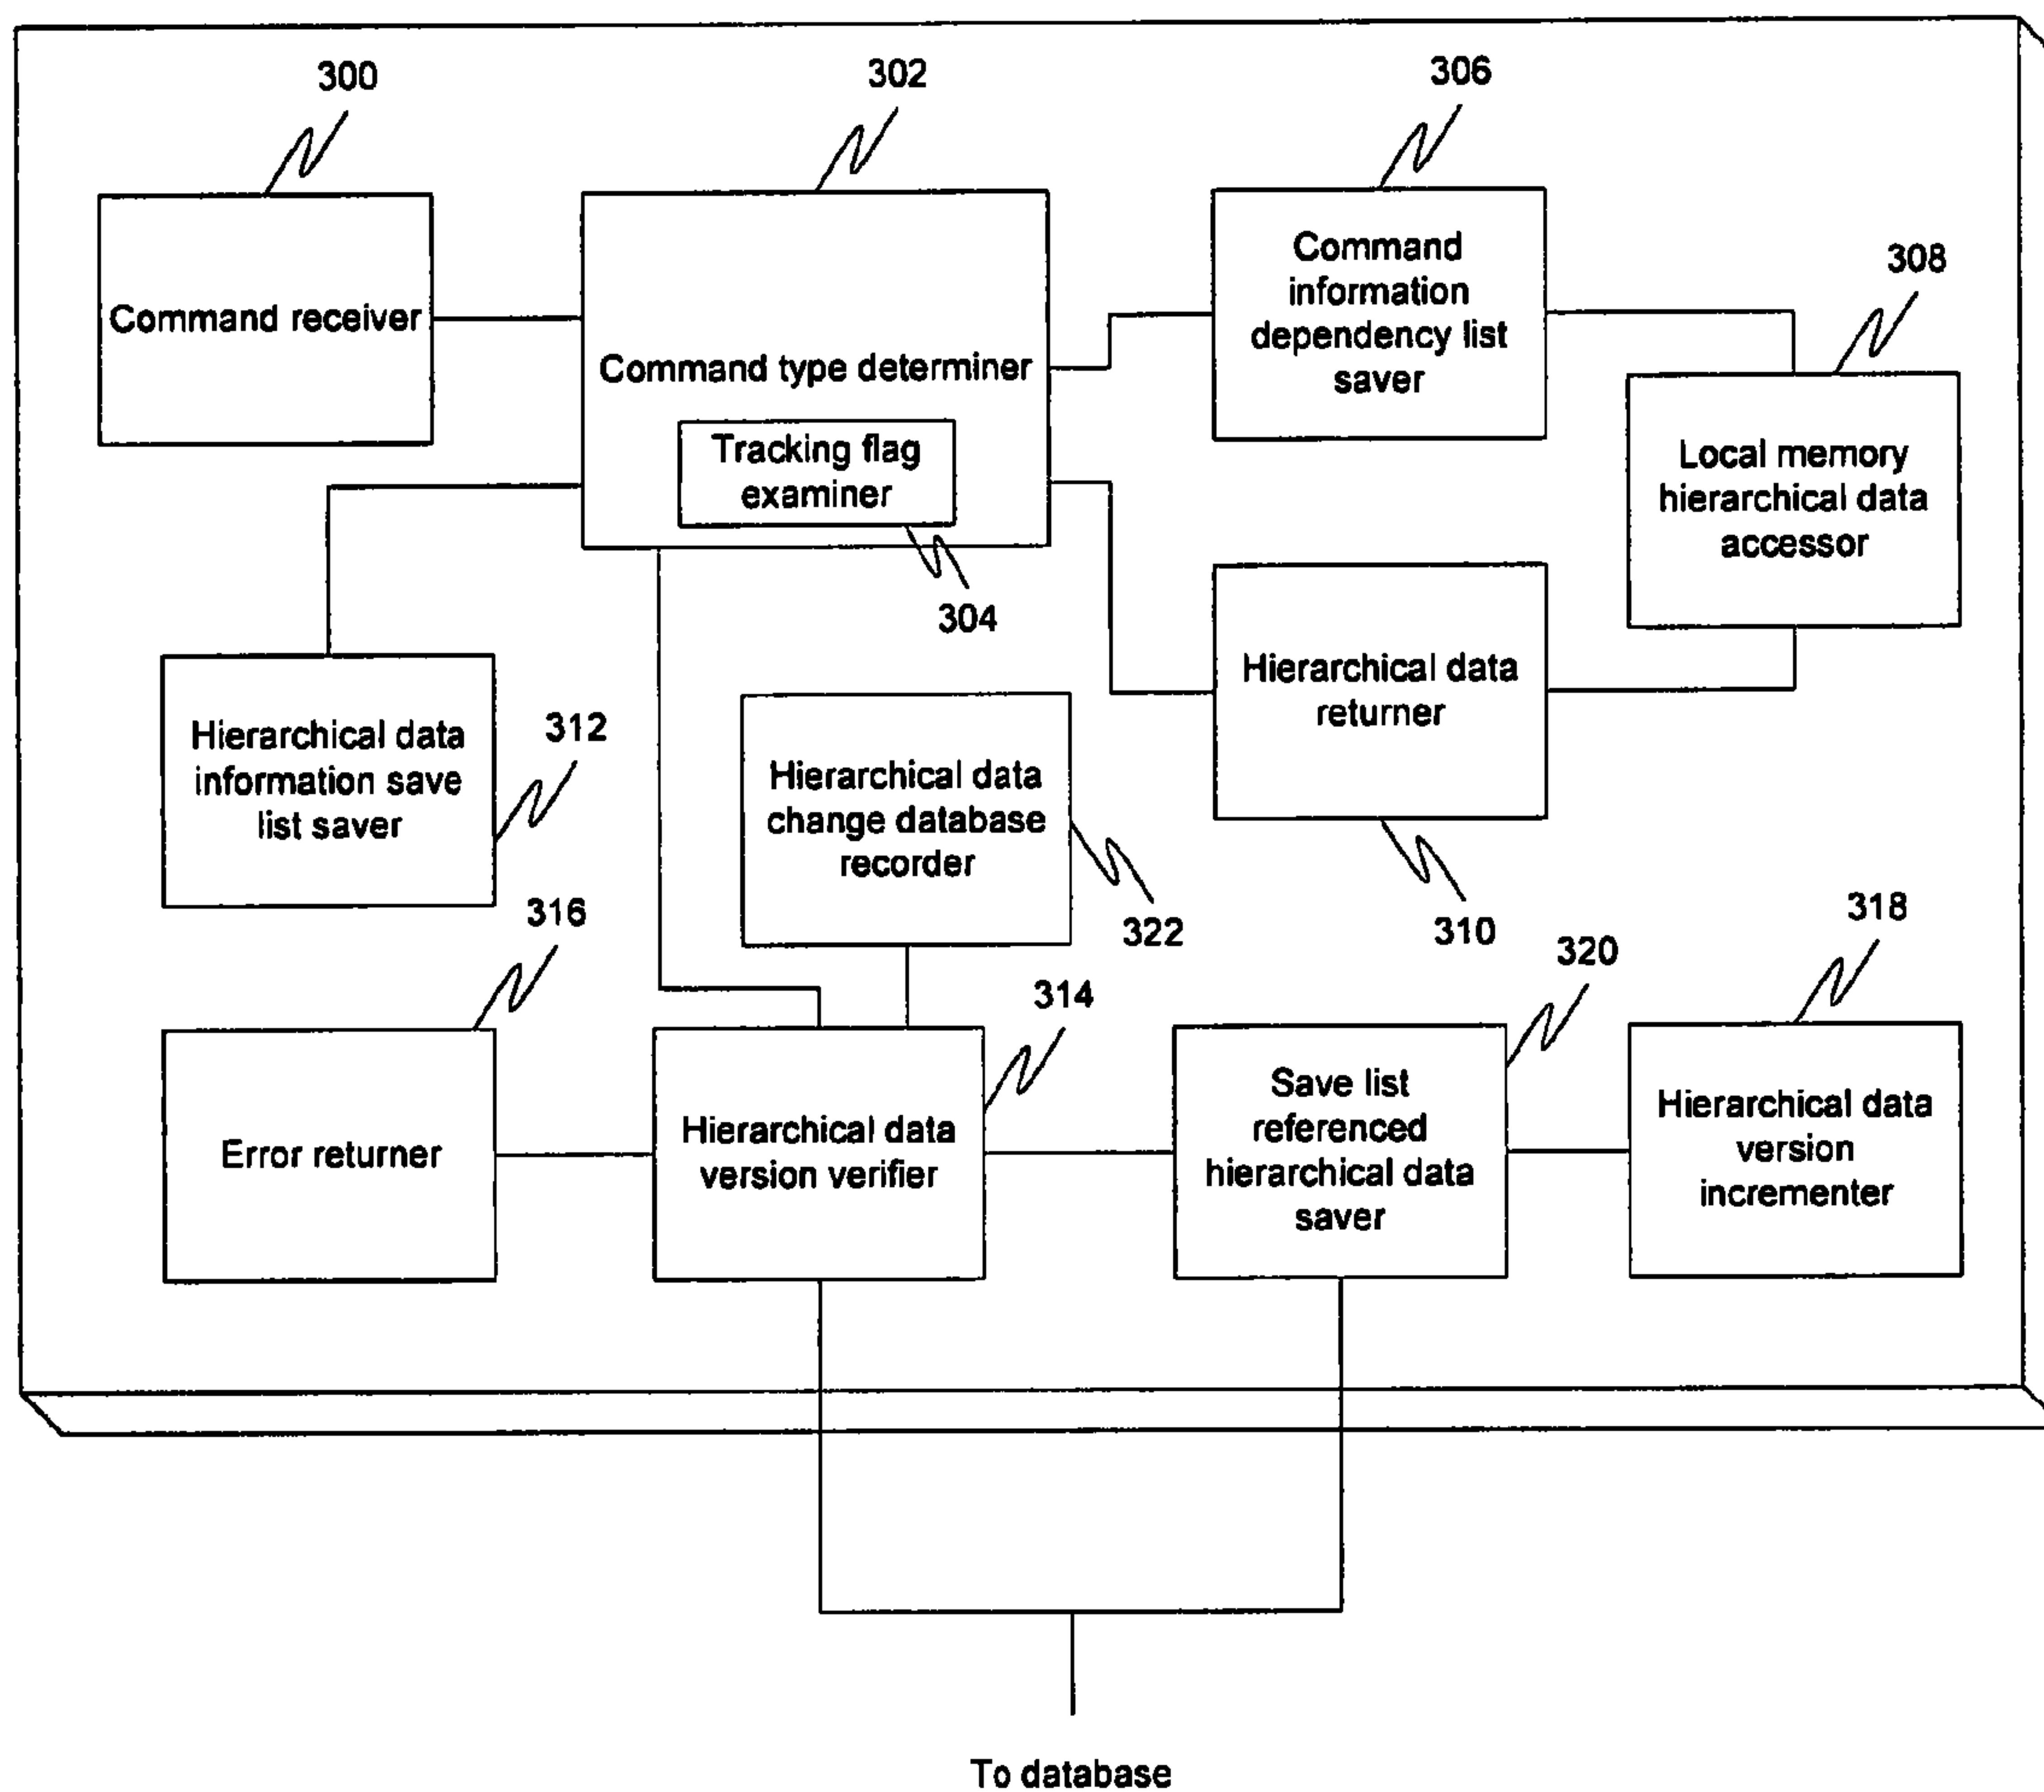 300
302
306
Command receiver
Command type determiner
Tracking flag
examiner
304
Command
information
dependency list
saver
308
Local memory
hierarchical data
accessor
Hierarchical data
returner
310
Hierarchical data
information save
list saver
312
Hierarchical data
change database
recorder
322
316
Error returner
314
Hierarchical data
version verifier
320
Save list
referenced
hierarchical data
saver
318
Hierarchical data
version
incrementer
To database